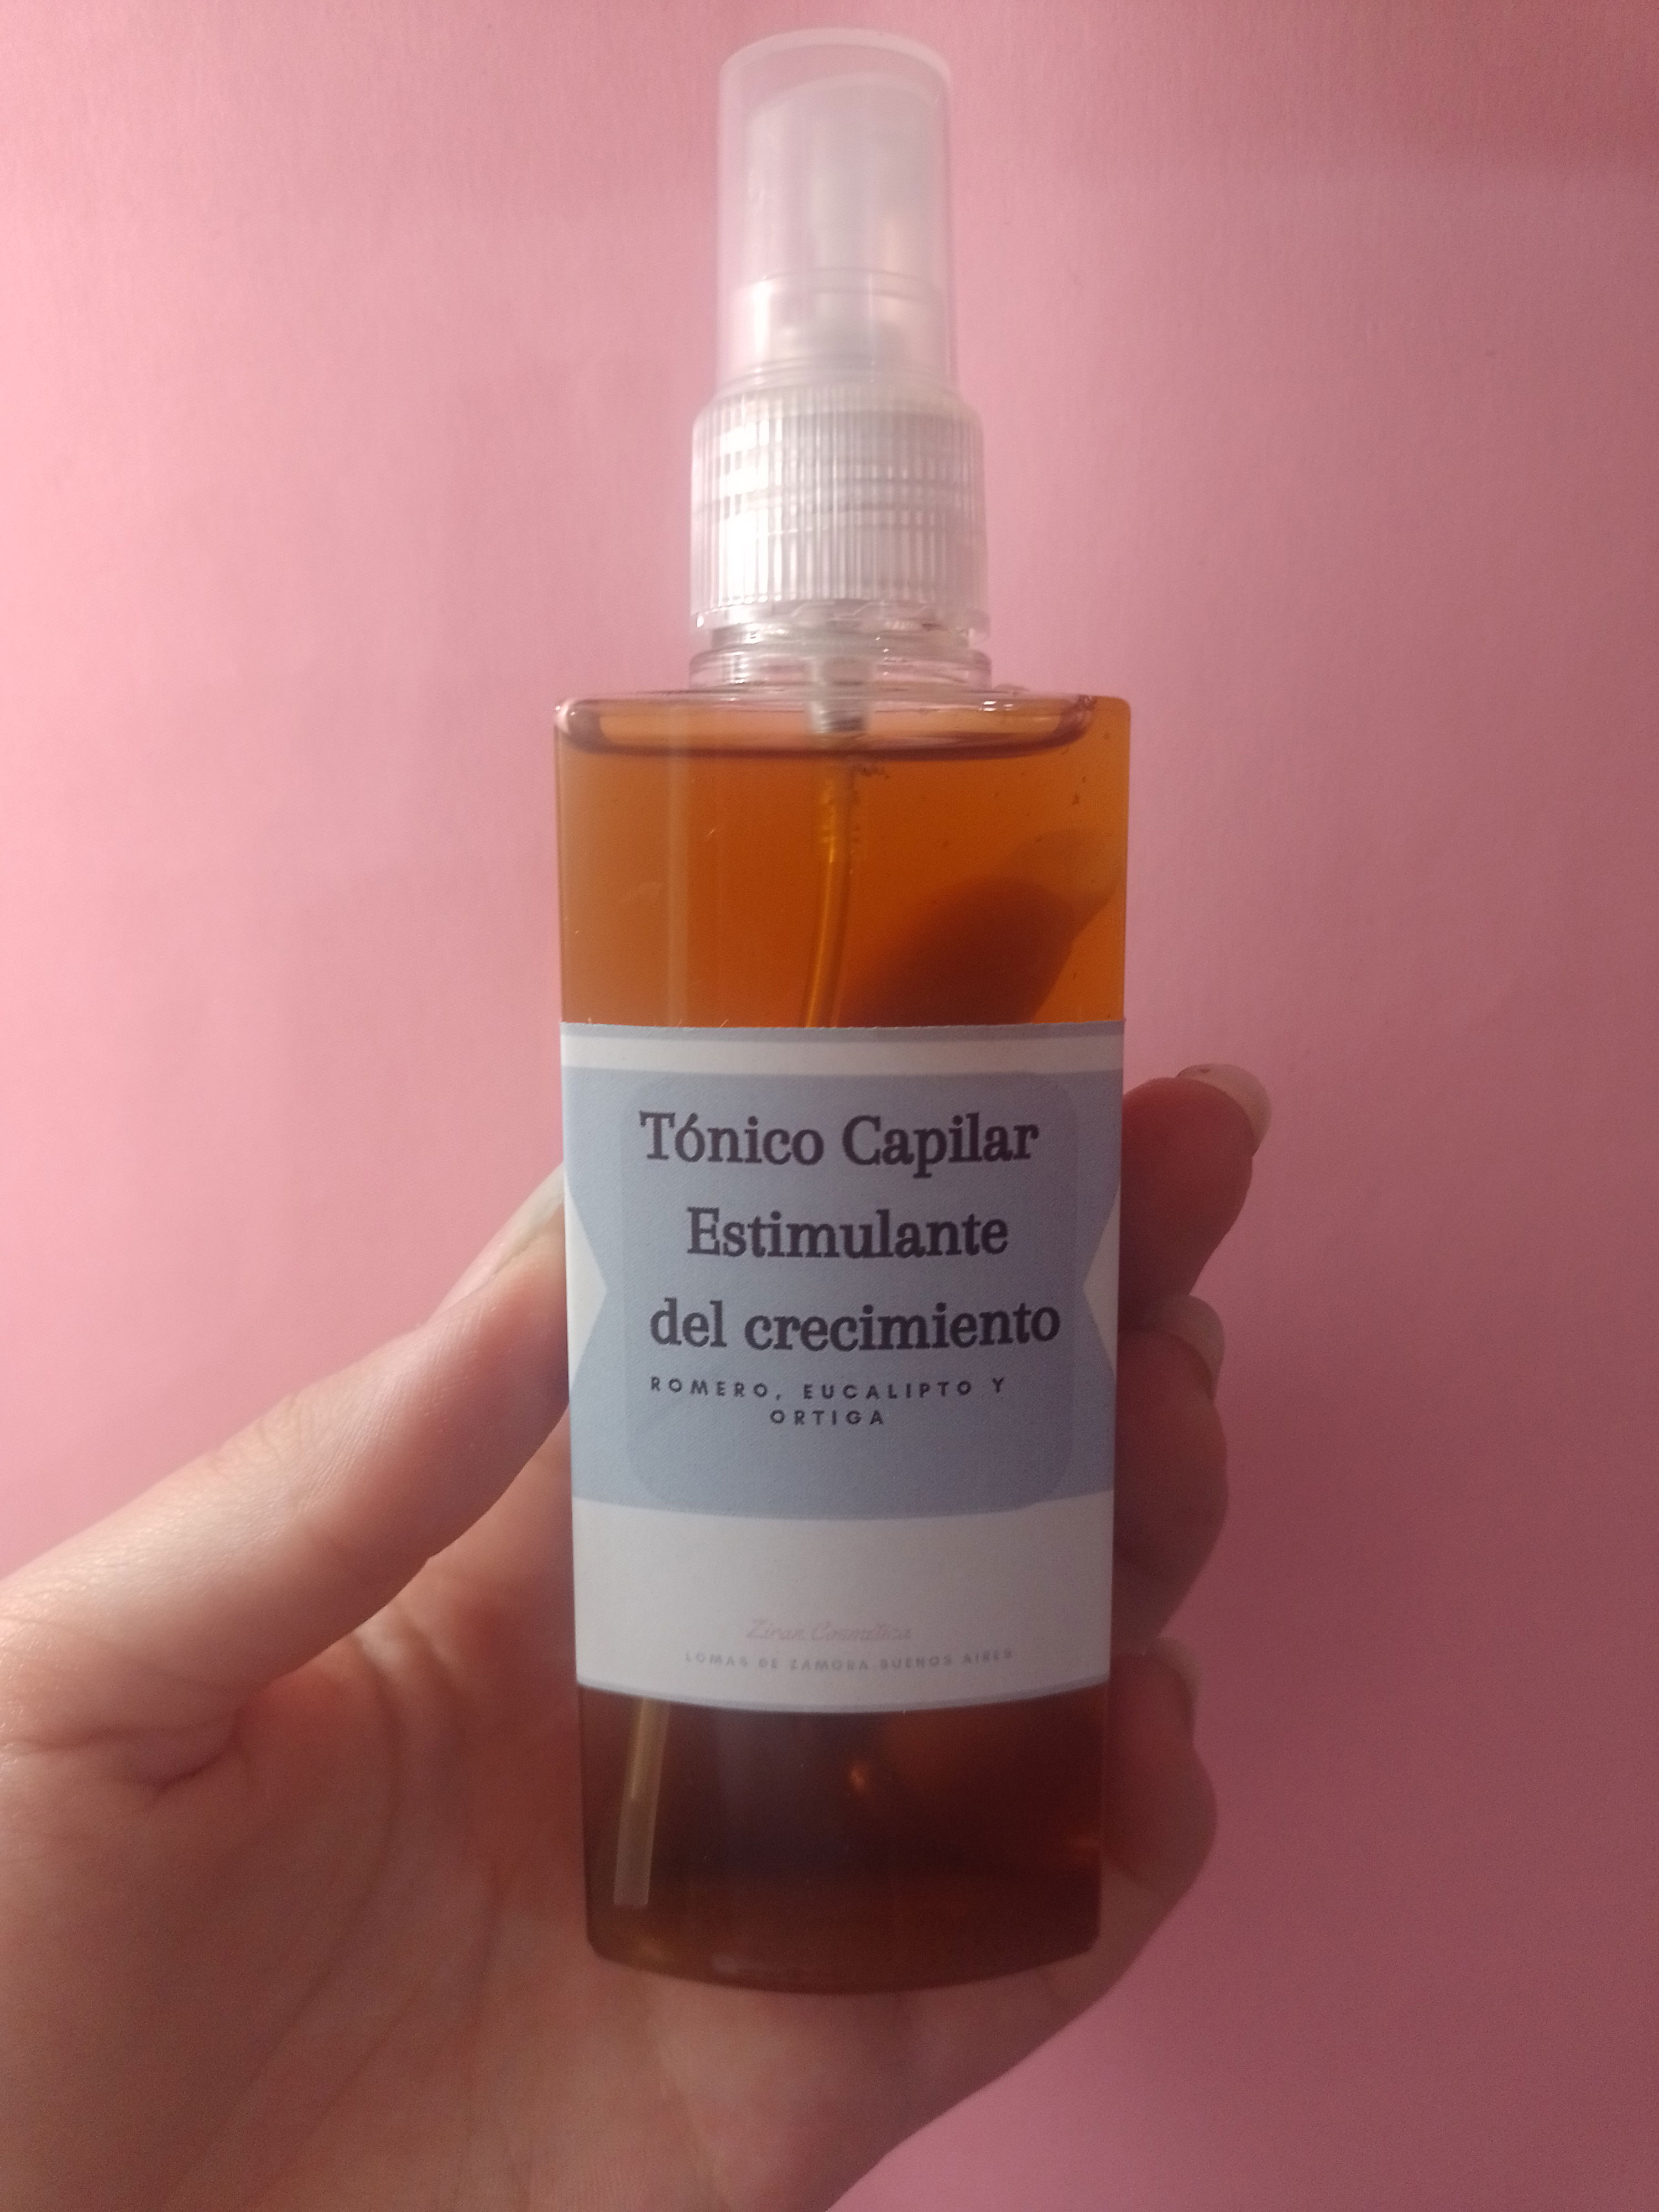 Tónico Capilar
Estimulante
del crecimiento
ROMERO, EUCALIPTO Y
ORTIGA
LOMAS DE ZAMORA BUENOS AIRES